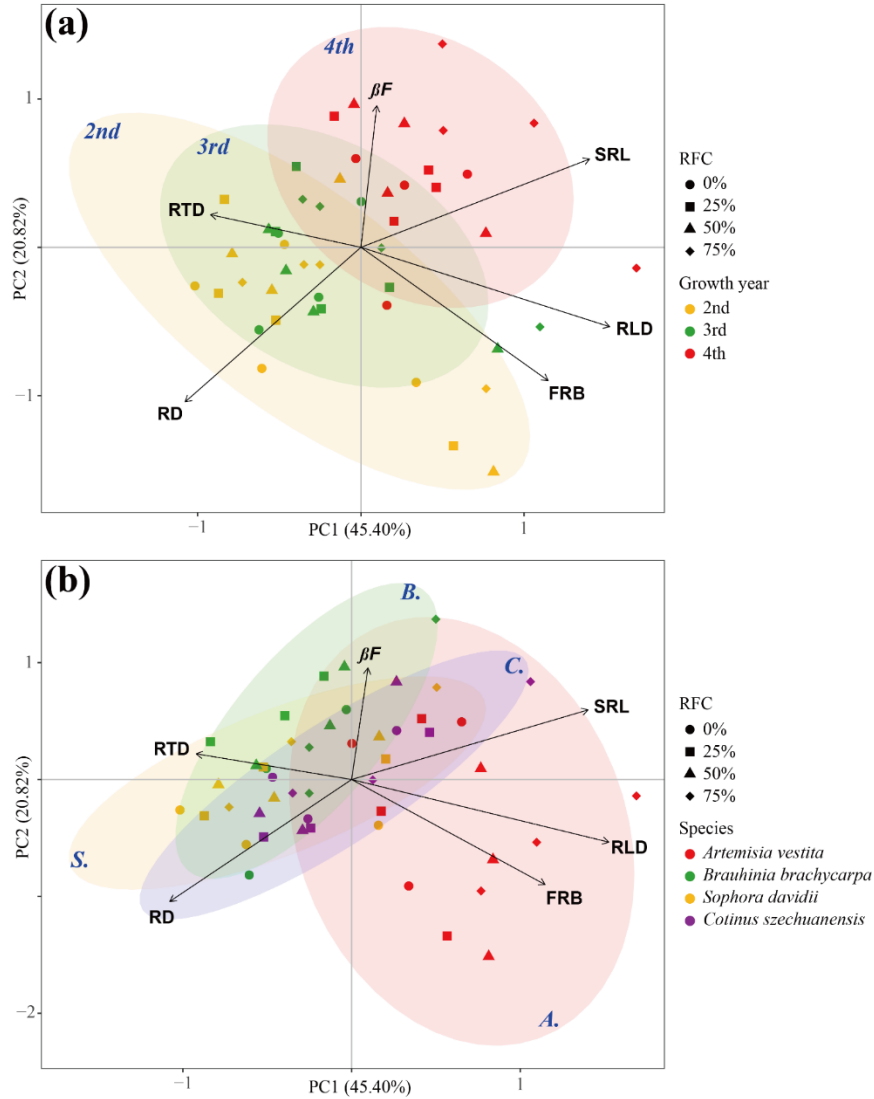 (a)
4th
βF
2nd
3rd
SRL
RTD
RLD
FRB
RD
1
−1
PC2 (20.82%)
−1
1
PC1 (45.40%)
RFC
0%
25%
50%
75%
Growth year
2nd
3rd
4th
(b)
B.
βF
C.
SRL
RTD
RLD
S.
FRB
RD
A.
1
−2
PC2 (20.82%)
−1
1
PC1 (45.40%)
RFC
0%
25%
50%
75%
Species
Artemisia vestita
Brauhinia brachycarpa
Sophora davidii
Cotinus szechuanensis